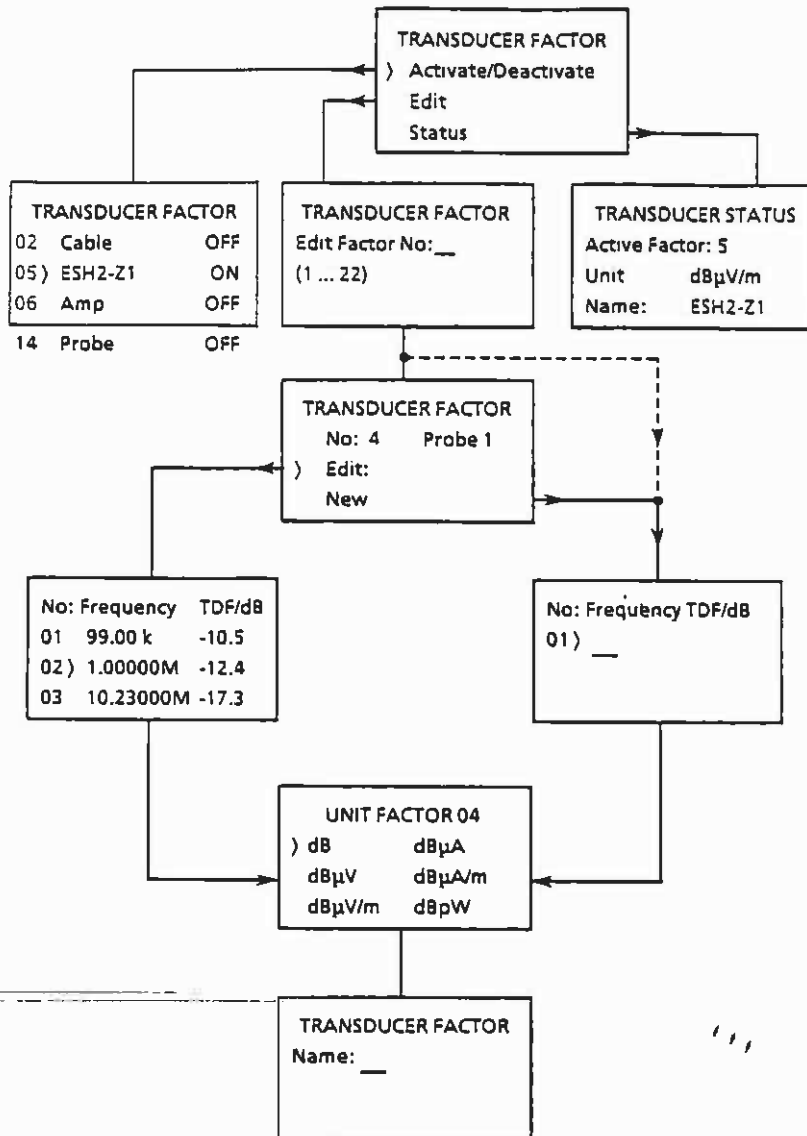 TRANSDUCER FACTOR
) Activate/Deactivate
Edit
Status
TRANSDUCER FACTOR
02 Cable OFF
05) ESH2-Z1 ON
06 Amp OFF
14 Probe OFF
TRANSDUCER FACTOR
Edit Factor No:__
(1 ... 22)
TRANSDUCER STATUS
Active Factor: 5
Unit dBµV/m
Name: ESH2-Z1
TRANSDUCER FACTOR
No: 4 Probe 1
) Edit:
New
No: Frequency TDF/dB
01 99.00 k -10.5
02) 1.00000M -12.4
03 10.23000M -17.3
No: Frequency TDF/dB
01) __
UNIT FACTOR 04
) dB dBµA
dBµV dBµA/m
dBµV/m dBpW
TRANSDUCER FACTOR
Name: __